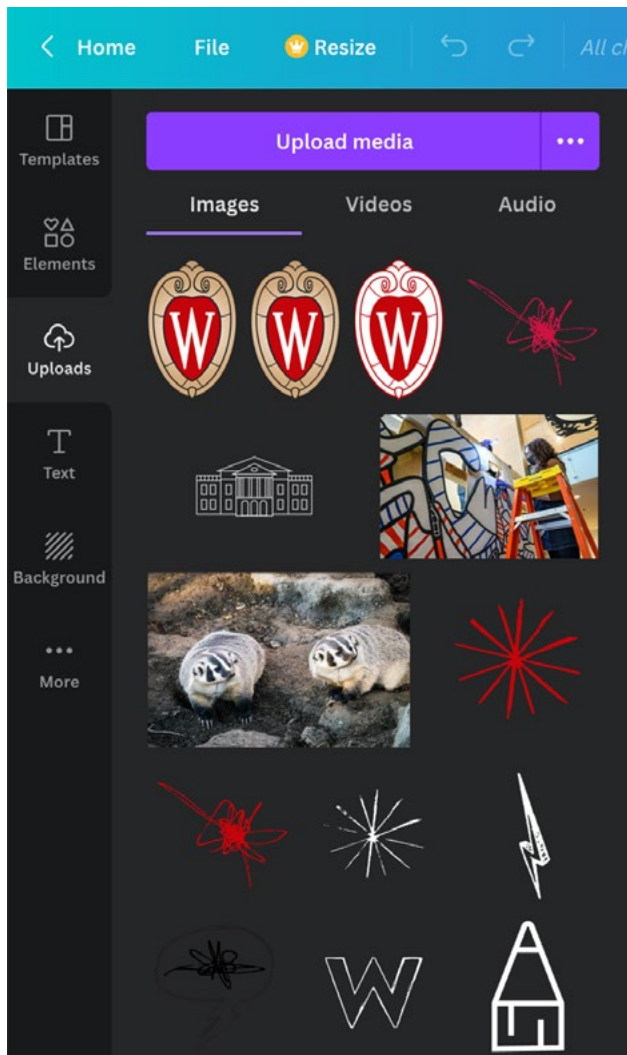 Home File Resize All ch
Templates
Elements
Uploads
Text
Background
More
Upload media
Images Videos Audio
W W W
W